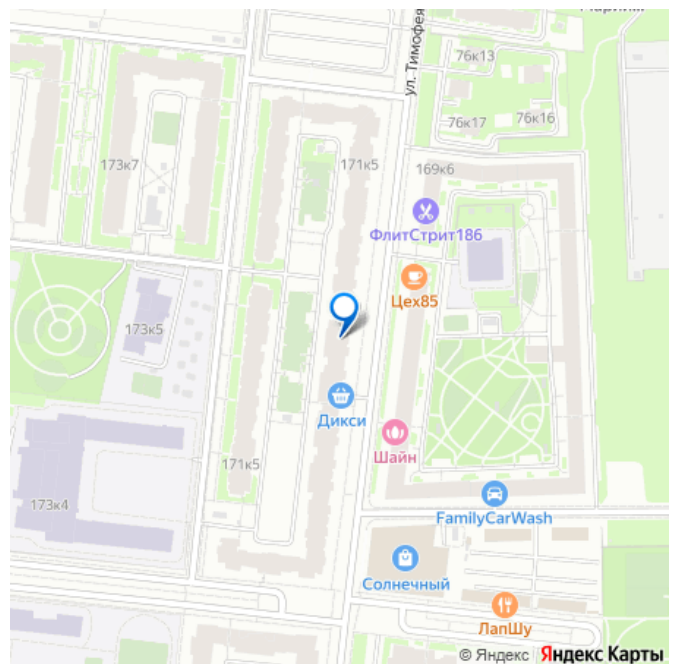 ул. Тимофея
76к13
76к17
76к16
173к7
171к5
169к6
ФлитСтрит186
Цех85
173к5
Дикси
Шайн
171к5
173к4
FamilyCarWash
Солнечный
ЛапШу
© Яндекс Яндекс Карты